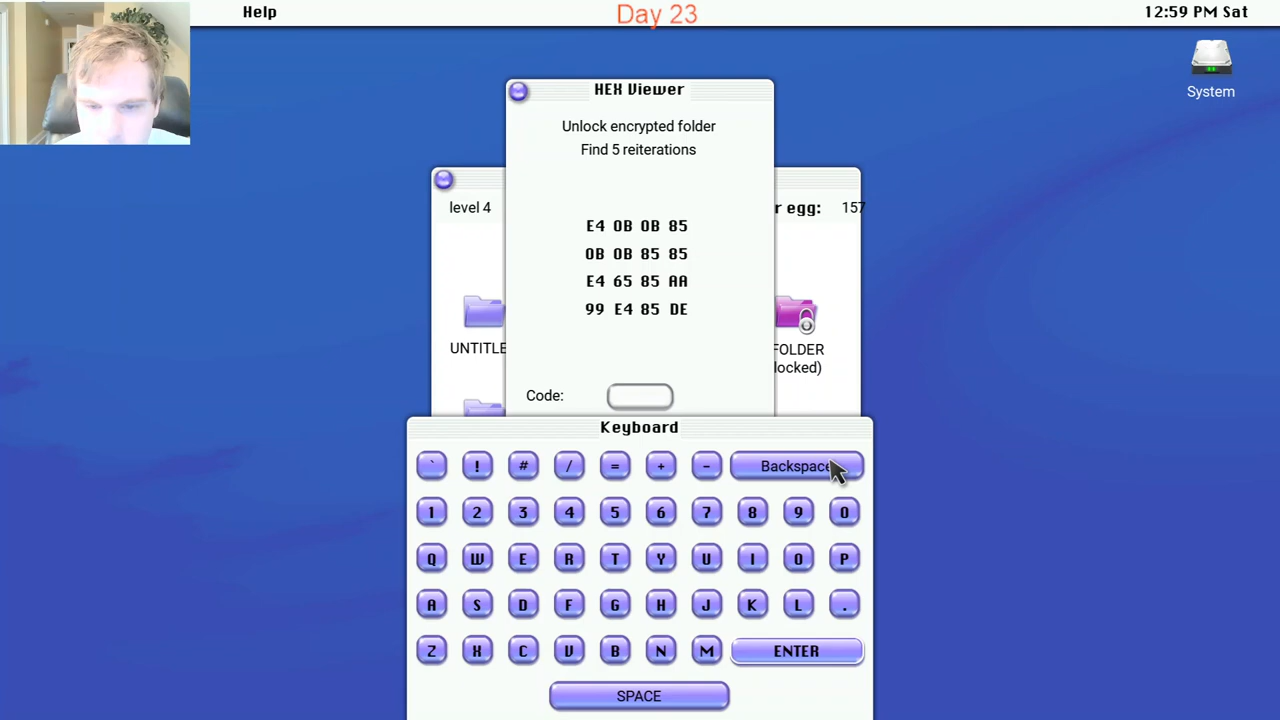 Help
Day 23
12:59 PM Sat
System
HEX Viewer
Unlock encrypted folder
Find 5 reiterations
level 4
r egg: 157
E4 0B 0B 85
0B 0B 85 85
E4 65 85 AA
99 E4 85 DE
UNTITLE
FOLDER
locked)
Code:
Keyboard
` ! # / = + - Backspace
1 2 3 4 5 6 7 8 9 0
Q W E R T Y U I O P
A S D F G H J K L .
Z X C V B N M ENTER
SPACE